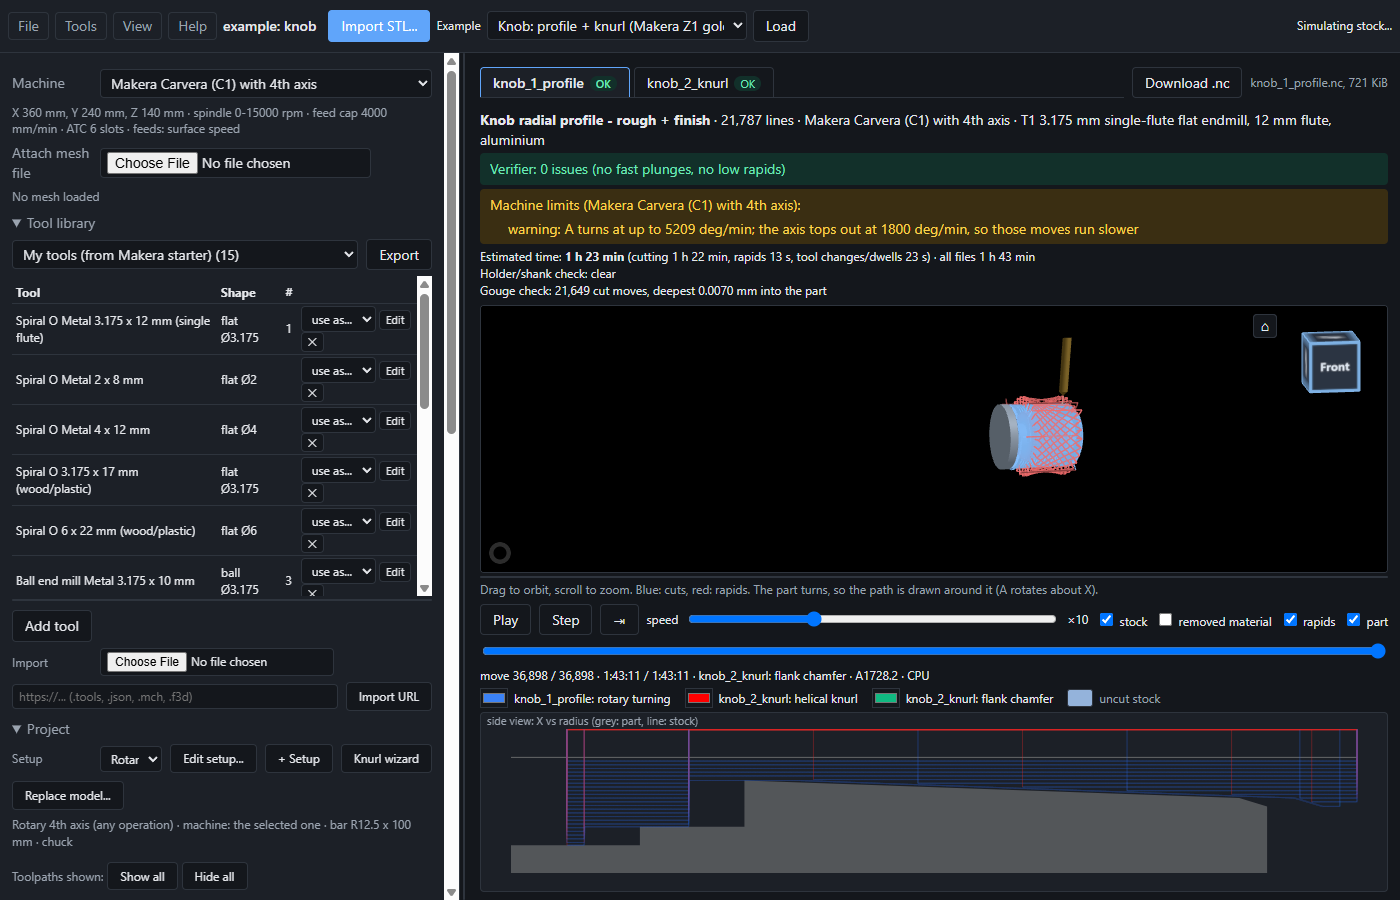 File Tools View Help example: knob Import STL... Example Knob: profile + knurl (Makera Z1 gol Load Simulating stock...
Machine Makera Carvera (C1) with 4th axis
X 360 mm, Y 240 mm, Z 140 mm · spindle 0-15000 rpm · feed cap 4000
mm/min · ATC 6 slots · feeds: surface speed
Attach mesh file Choose File No file chosen
No mesh loaded
▼ Tool library
My tools (from Makera starter) (15) Export
Tool Shape #
Spiral O Metal 3.175 x 12 mm (single flute) flat Ø3.175 1 use as... Edit ×
Spiral O Metal 2 x 8 mm flat Ø2 use as... Edit ×
Spiral O Metal 4 x 12 mm flat Ø4 use as... Edit ×
Spiral O 3.175 x 17 mm (wood/plastic) flat Ø3.175 use as... Edit ×
Spiral O 6 x 22 mm (wood/plastic) flat Ø6 use as... Edit ×
Ball end mill Metal 3.175 x 10 mm ball Ø3.175 3 use as... Edit ×
Add tool
Import Choose File No file chosen
https://... (.tools, .json, .mch, .f3d) Import URL
▼ Project
Setup Rotar Edit setup... + Setup Knurl wizard
Replace model...
Rotary 4th axis (any operation) · machine: the selected one · bar R12.5 x 100
mm · chuck
Toolpaths shown: Show all Hide all
knob_1_profile OK knob_2_knurl OK Download .nc knob_1_profile.nc, 721 KiB
Knob radial profile - rough + finish · 21,787 lines · Makera Carvera (C1) with 4th axis · T1 3.175 mm single-flute flat endmill, 12 mm flute,
aluminium
Verifier: 0 issues (no fast plunges, no low rapids)
Machine limits (Makera Carvera (C1) with 4th axis):
warning: A turns at up to 5209 deg/min; the axis tops out at 1800 deg/min, so those moves run slower
Estimated time: 1 h 23 min (cutting 1 h 22 min, rapids 13 s, tool changes/dwells 23 s) · all files 1 h 43 min
Holder/shank check: clear
Gouge check: 21,649 cut moves, deepest 0.0070 mm into the part
Front
Drag to orbit, scroll to zoom. Blue: cuts, red: rapids. The part turns, so the path is drawn around it (A rotates about X).
Play Step ⇥ speed ×10 stock removed material rapids part
move 36,898 / 36,898 · 1:43:11 / 1:43:11 · knob_2_knurl: flank chamfer · A1728.2 · CPU
knob_1_profile: rotary turning knob_2_knurl: helical knurl knob_2_knurl: flank chamfer uncut stock
side view: X vs radius (grey: part, line: stock)